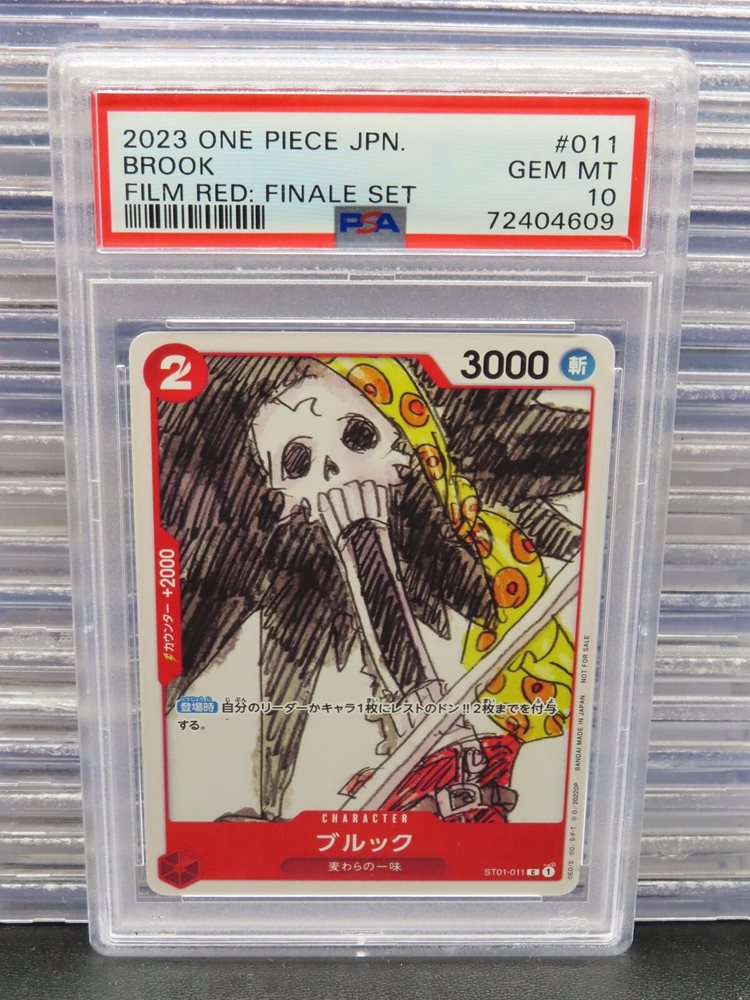 2023 ONE PIECE JPN.
#011
BROOK
GEM MT
FILM RED: FINALE SET
10
PSA
72404609
2
3000
斬
カウンター +2000
登場時 自分のリーダーかキャラ1枚にレストのドン!!2枚までを付与
する。
CHARACTER
ブルック
麦わらの一味
ST01-011 C 1
BANDAI MADE IN JAPAN NOT FOR SALE